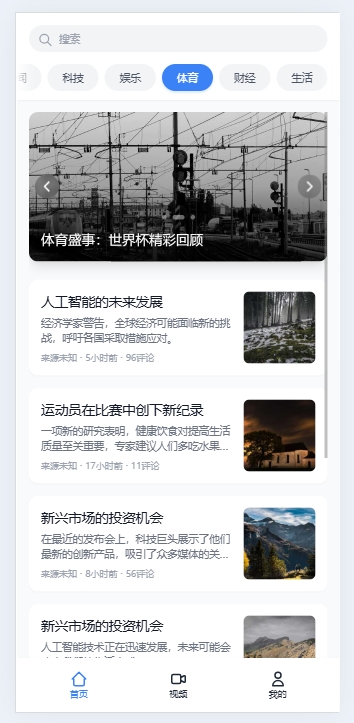 搜索
闻 科技 娱乐 体育 财经 生活
体育盛事：世界杯精彩回顾
人工智能的未来发展
经济学家警告，全球经济可能面临新的挑
战，呼吁各国采取措施应对。
来源未知 · 5小时前 · 96评论
运动员在比赛中创下新纪录
一项新的研究表明，健康饮食对提高生活
质量至关重要，专家建议人们多吃水果...
来源未知 · 17小时前 · 11评论
新兴市场的投资机会
在最近的发布会上，科技巨头展示了他们
最新的创新产品，吸引了众多媒体的关...
来源未知 · 8小时前 · 56评论
新兴市场的投资机会
人工智能技术正在迅速发展，未来可能会
首页 视频 我的